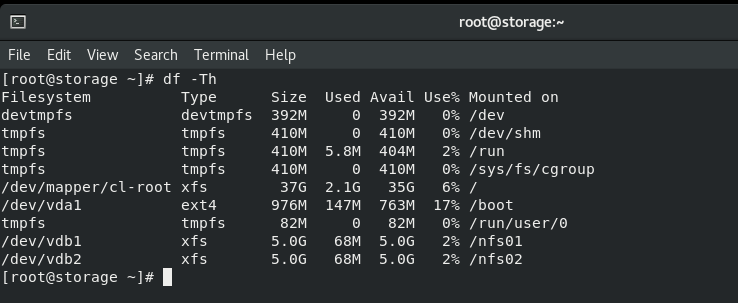 root@storage:~
File Edit View Search Terminal Help
[root@storage ~]# df -Th
Filesystem          Type      Size  Used Avail Use% Mounted on
devtmpfs            devtmpfs  392M     0  392M   0% /dev
tmpfs               tmpfs     410M     0  410M   0% /dev/shm
tmpfs               tmpfs     410M  5.8M  404M   2% /run
tmpfs               tmpfs     410M     0  410M   0% /sys/fs/cgroup
/dev/mapper/cl-root xfs        37G  2.1G   35G   6% /
/dev/vda1           ext4      976M  147M  763M  17% /boot
tmpfs               tmpfs      82M     0   82M   0% /run/user/0
/dev/vdb1           xfs       5.0G   68M  5.0G   2% /nfs01
/dev/vdb2           xfs       5.0G   68M  5.0G   2% /nfs02
[root@storage ~]#